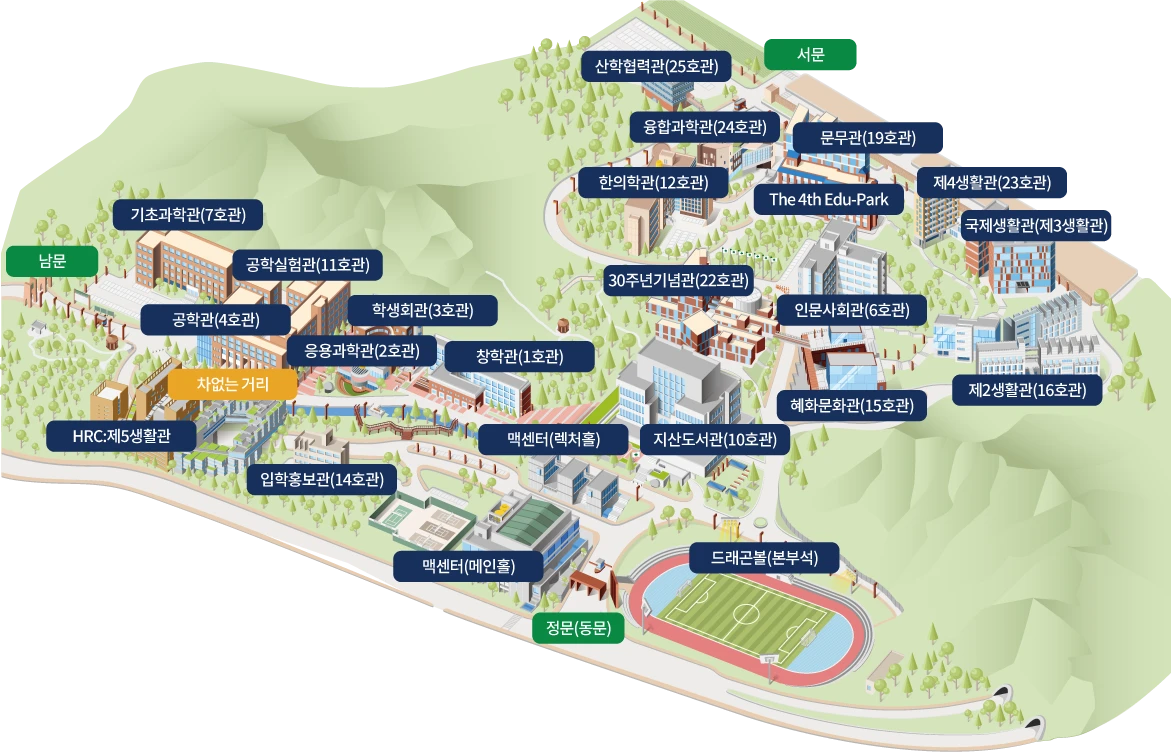 서문
산학협력관(25호관)
융합과학관(24호관)
문무관(19호관)
한의학관(12호관)
제4생활관(23호관)
The 4th Edu-Park
기초과학관(7호관)
국제생활관(제3생활관)
남문
공학실험관(11호관)
30주년기념관(22호관)
학생회관(3호관)
인문사회관(6호관)
공학관(4호관)
응용과학관(2호관)
창학관(1호관)
차없는 거리
제2생활관(16호관)
혜화문화관(15호관)
HRC:제5생활관
맥센터(렉처홀)
지산도서관(10호관)
입학홍보관(14호관)
드래곤볼(본부석)
맥센터(메인홀)
정문(동문)